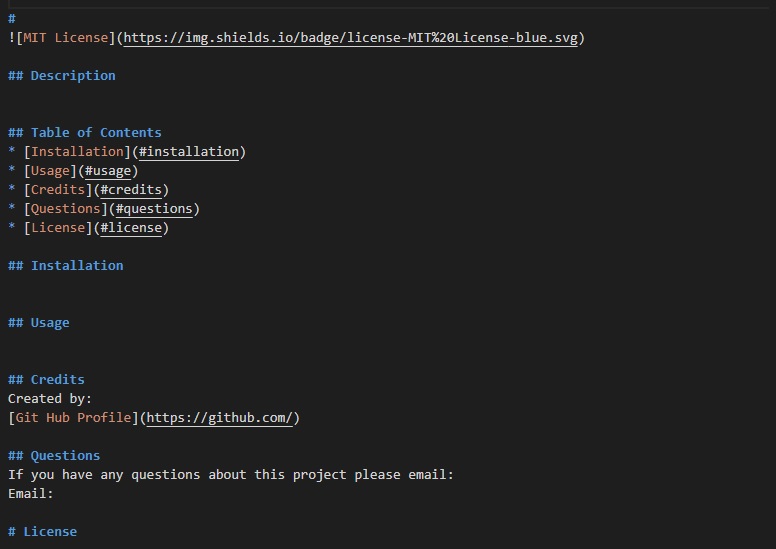 #
![MIT License](https://img.shields.io/badge/license-MIT%20License-blue.svg)
## Description
## Table of Contents
* [Installation](#installation)
* [Usage](#usage)
* [Credits](#credits)
* [Questions](#questions)
* [License](#license)
## Installation
## Usage
## Credits
Created by:
[Git Hub Profile](https://github.com/)
## Questions
If you have any questions about this project please email:
Email:
# License